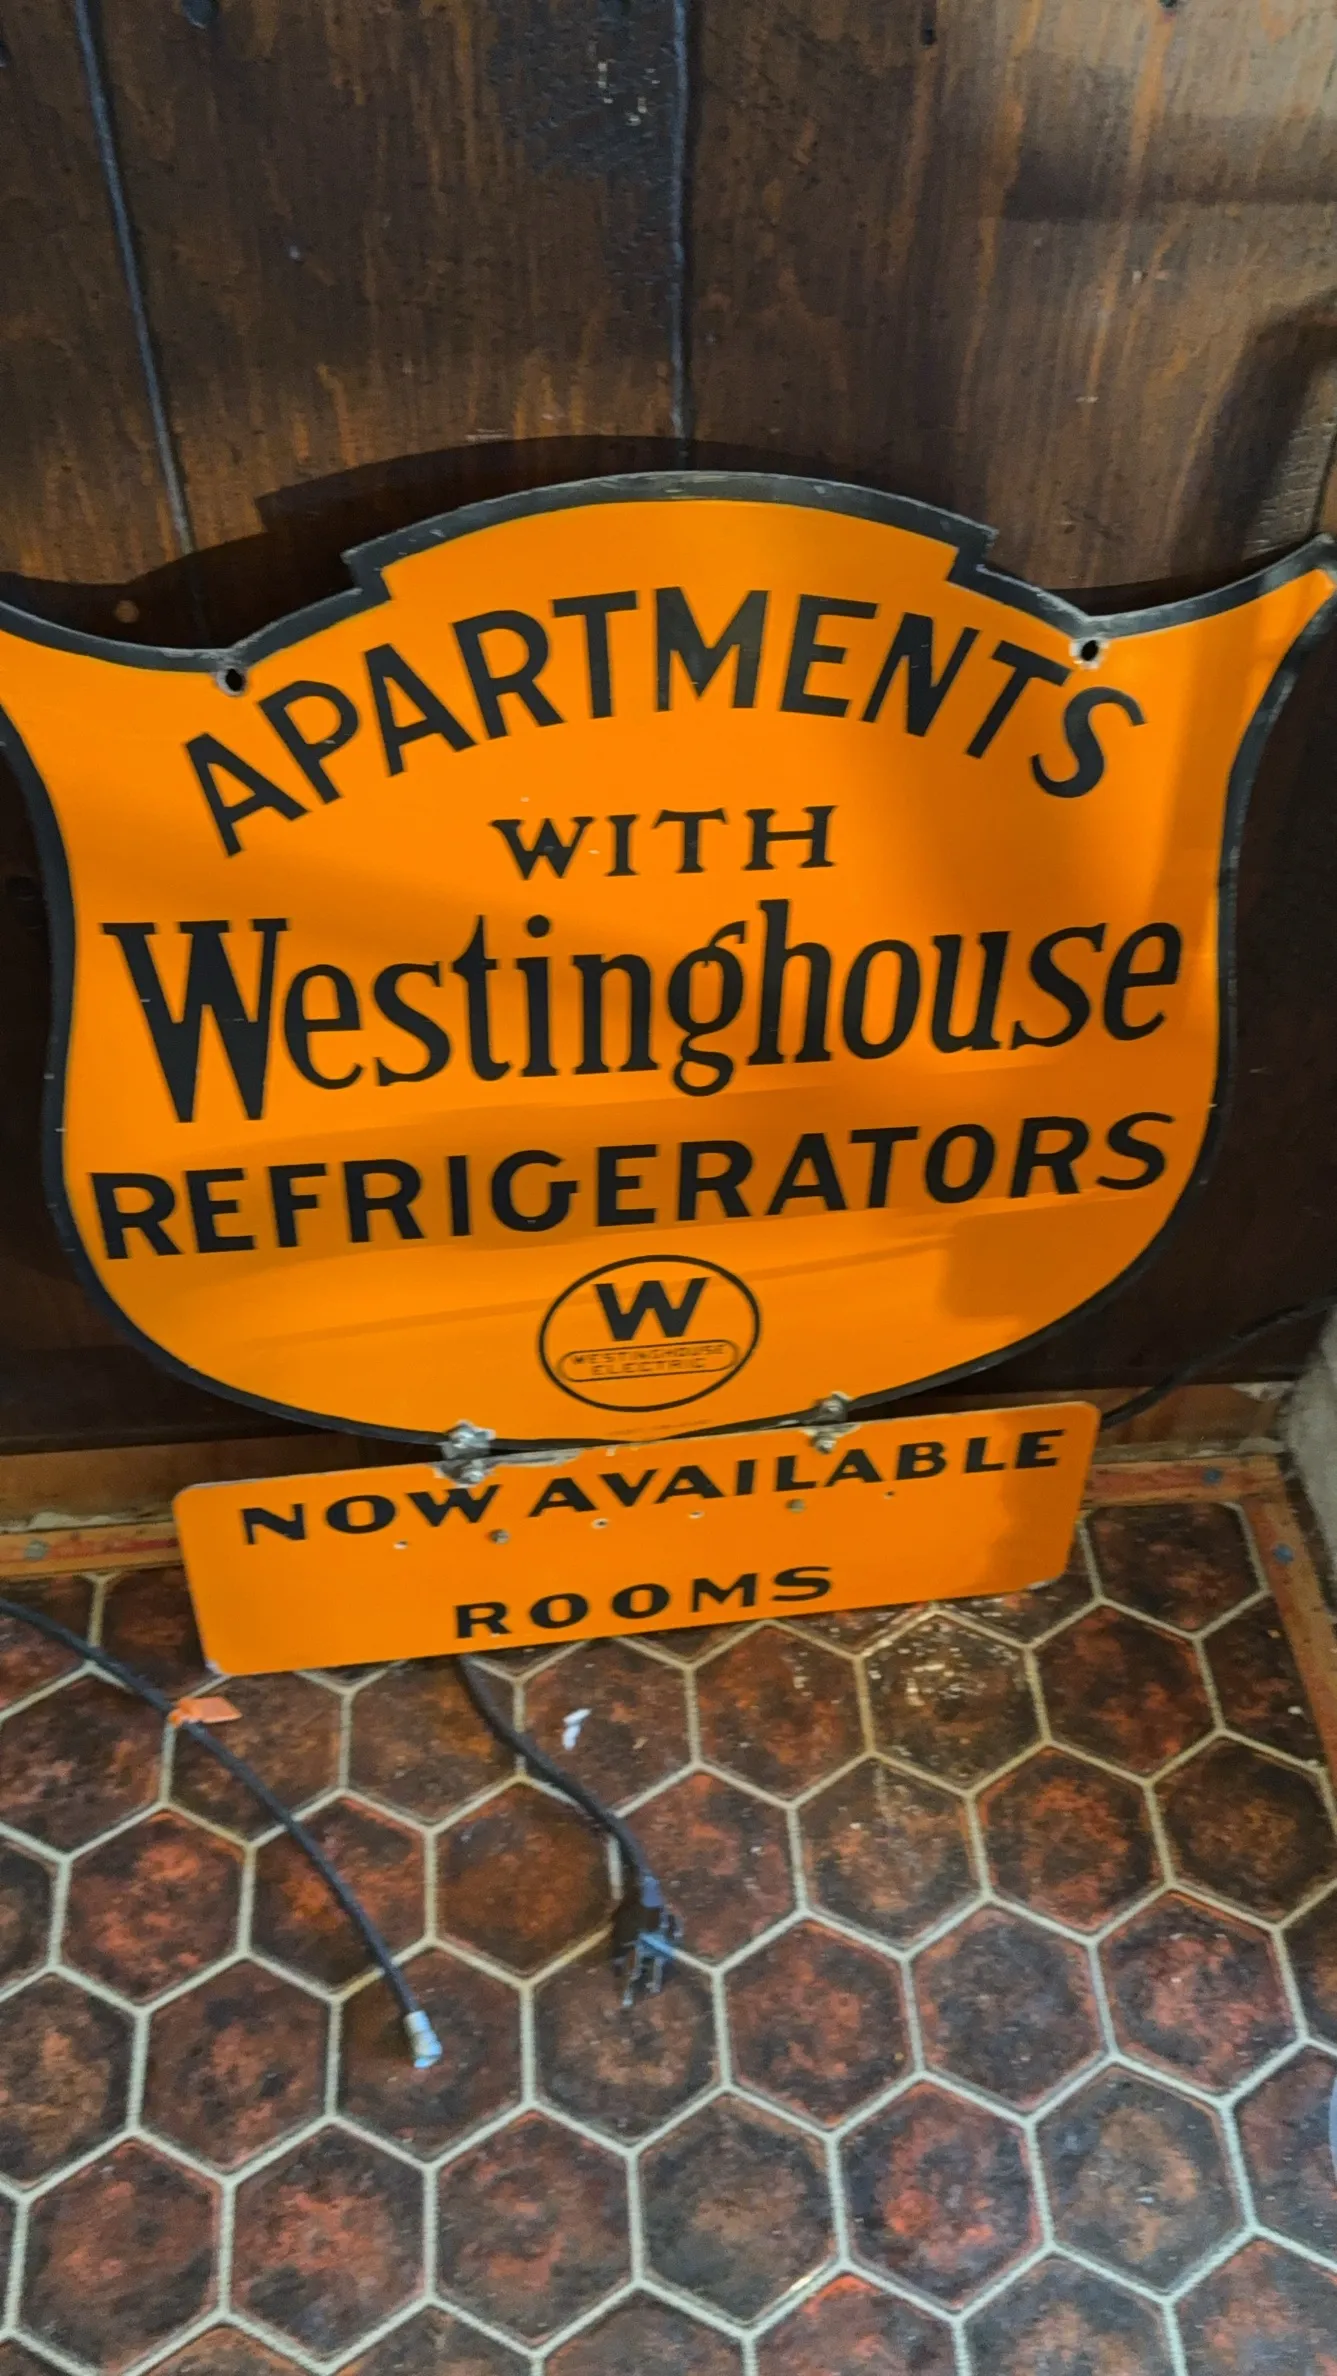 APARTMENTS
WITH
Westinghouse
REFRIGERATORS
W
WESTINGHOUSE
ELECTRIC
NOW AVAILABLE
ROOMS